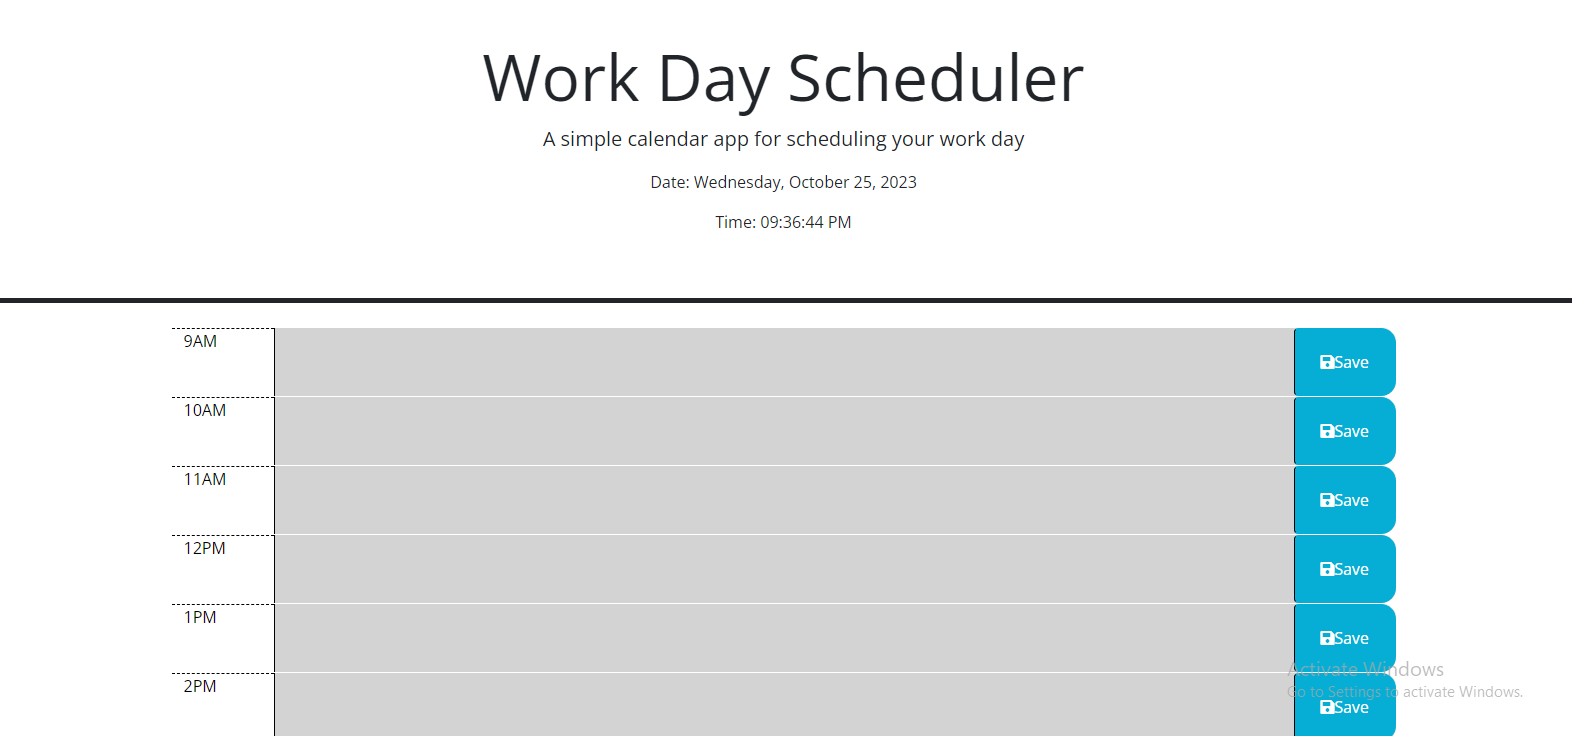 Work Day Scheduler
A simple calendar app for scheduling your work day
Date: Wednesday, October 25, 2023
Time: 09:36:44 PM
9AM
Save
10AM
Save
11AM
Save
12PM
Save
1PM
Save
Activate Windows
2PM
Go to Settings to activate Windows.
Save